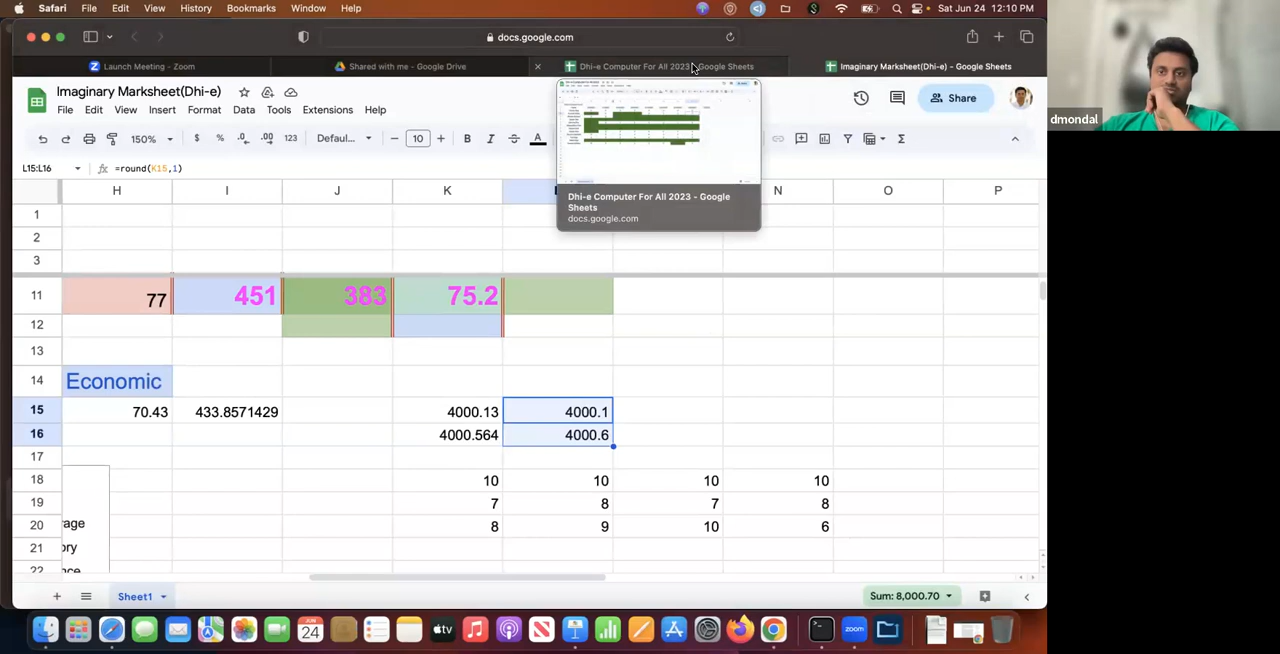 Safari File Edit View History Bookmarks Window Help Sat Jun 24 12:10 PM
docs.google.com
Launch Meeting - Zoom Shared with me - Google Drive Dhi-e Computer For All 2023 - Google Sheets Imaginary Marksheet(Dhi-e) - Google Sheets
Imaginary Marksheet(Dhi-e)
File Edit View Insert Format Data Tools Extensions Help
Share
150% $ % .0 .00 123 Defaul... 10 B I S A Σ
L15:L16 fx =round(K15,1)
Dhi-e Computer For All 2023 - Google
Sheets
docs.google.com
H I J K N O P
1
2
3
11 77 451 383 75.2
12
13
14 Economic
15 70.43 433.8571429 4000.13 4000.1
16 4000.564 4000.6
17
18 10 10 10 10
19 7 8 7 8
20 rage 8 9 10 6
21 ory
22 nce
Sheet1 Sum: 8,000.70
JUN
24
tv
zoom
dmondal